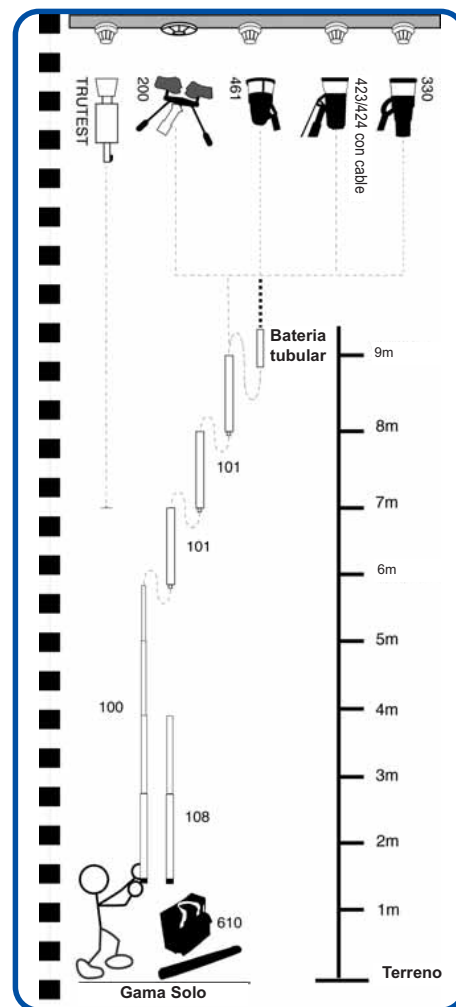 TRUTEST
200
461
423/424 con cable
330
Bateria
tubular
9m
8m
101
7m
101
6m
5m
100
4m
3m
108
2m
1m
610
Terreno
Gama Solo